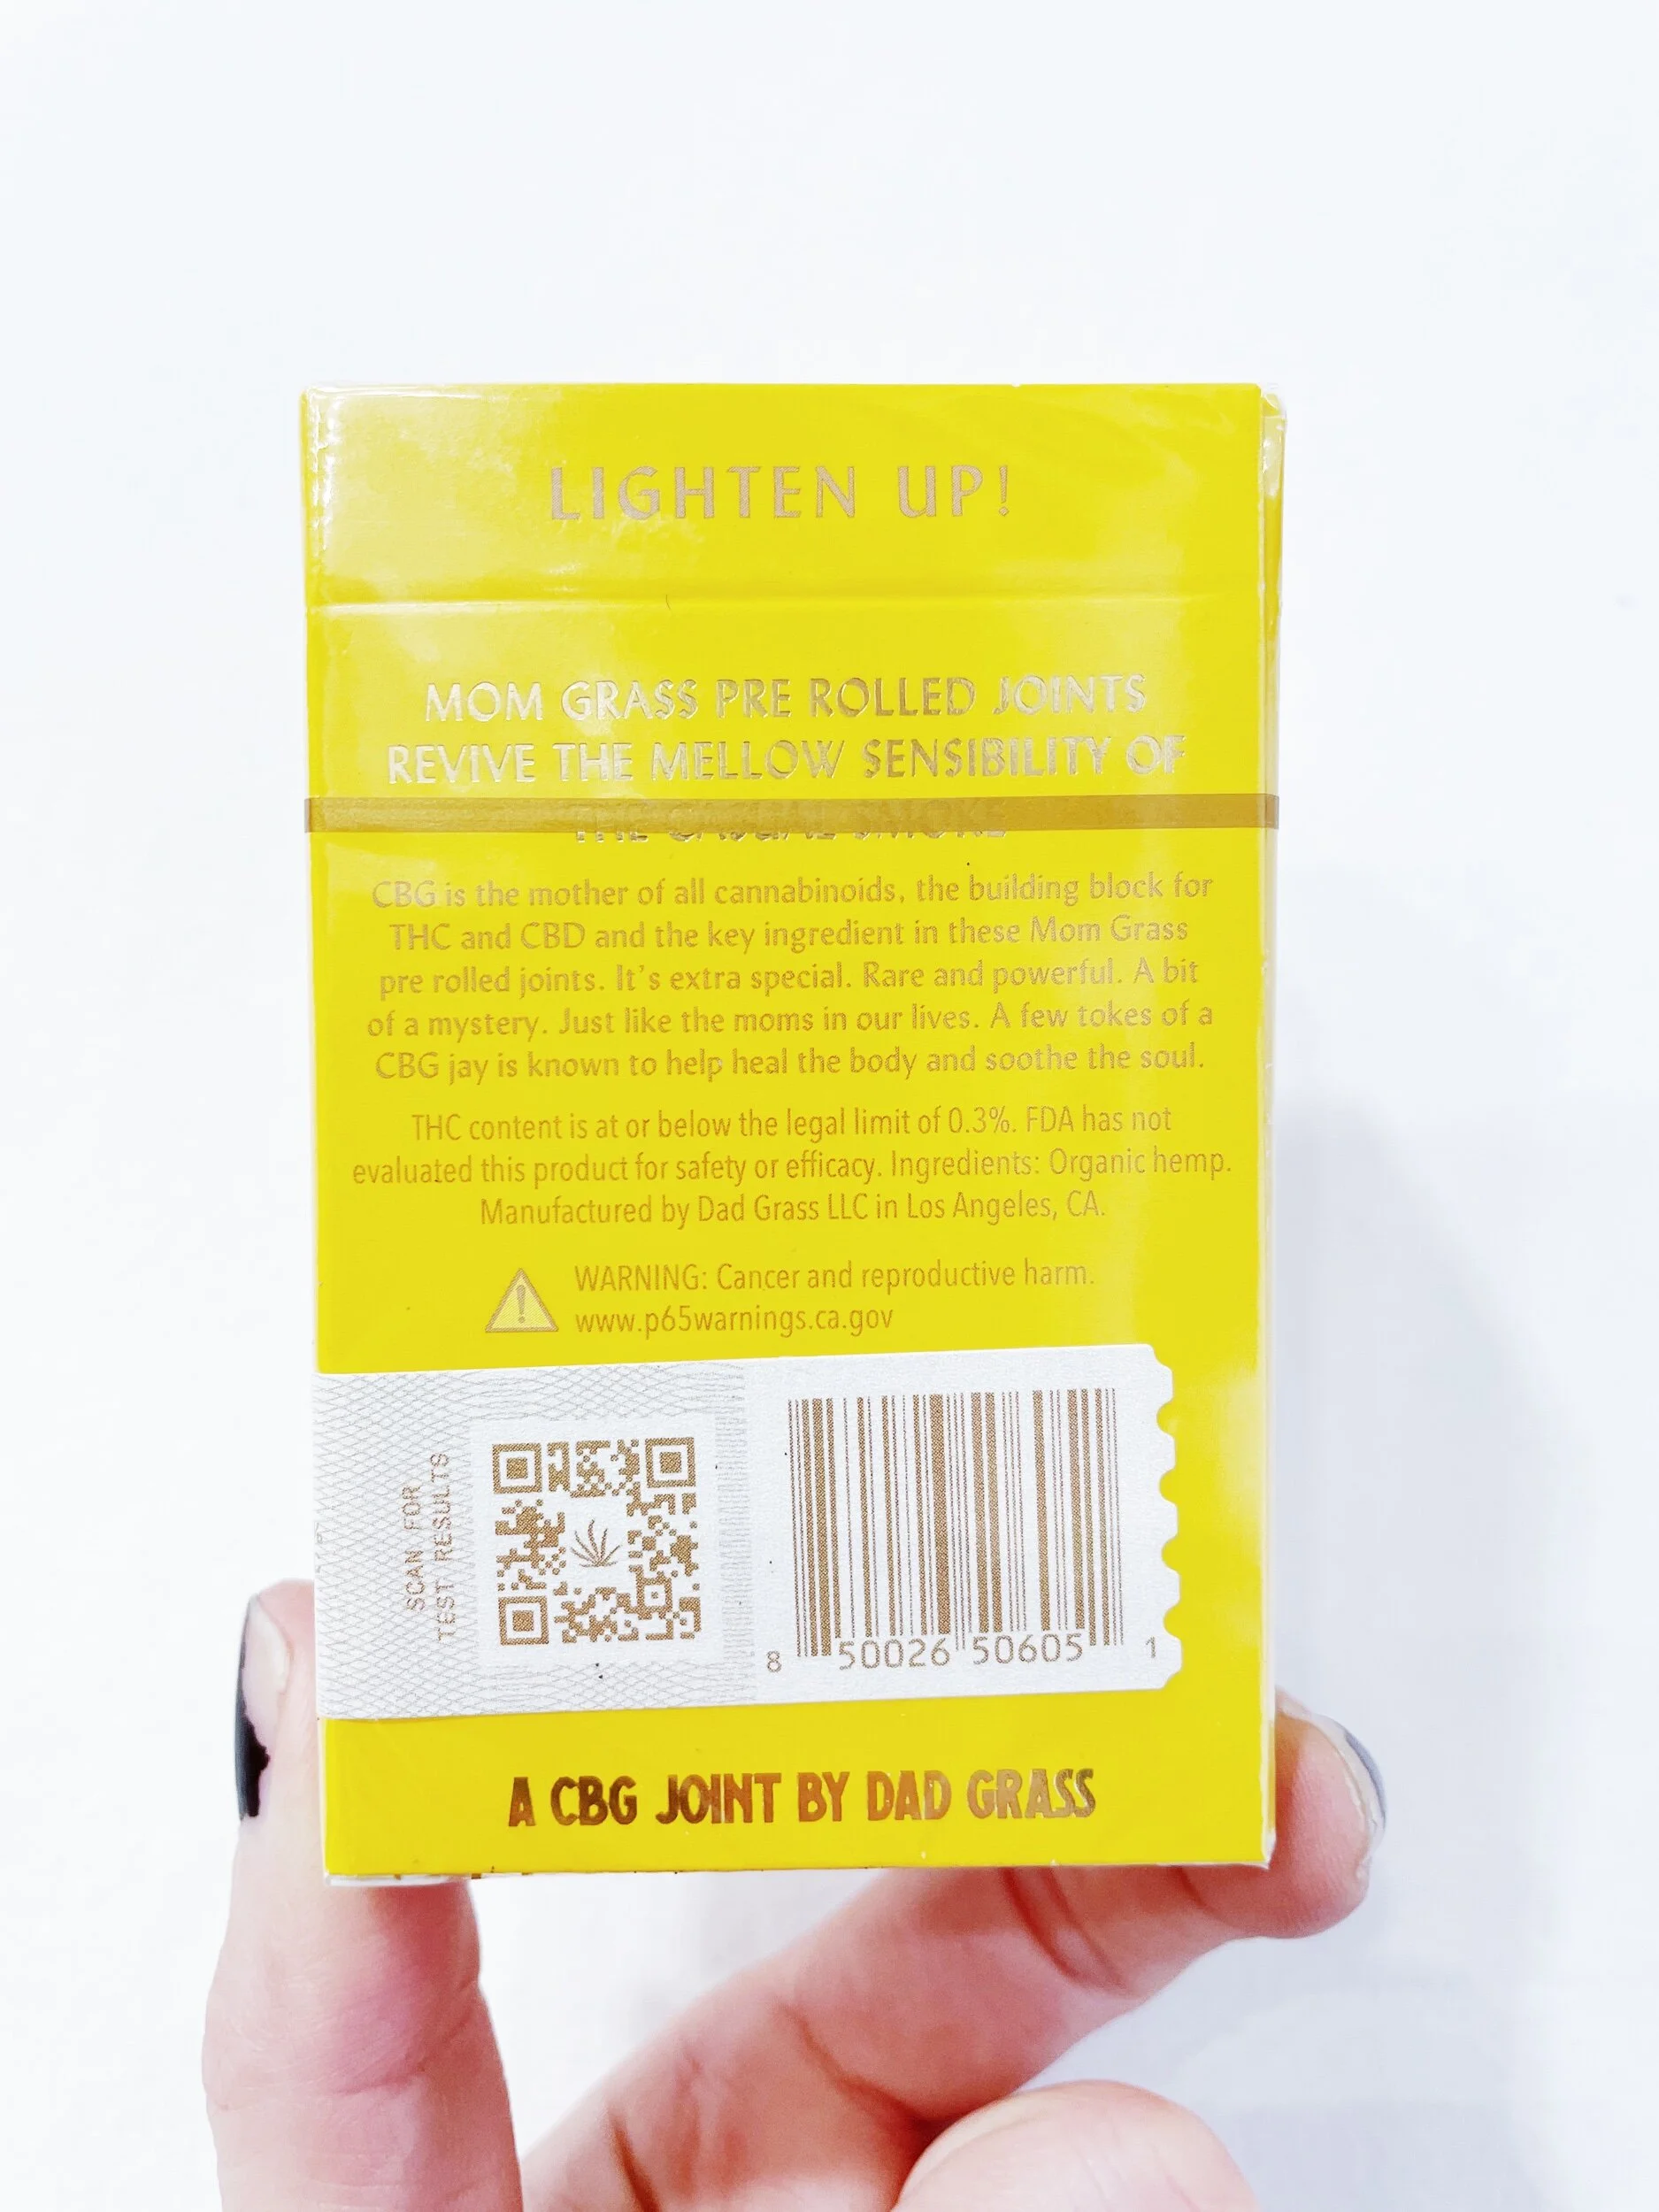 LIGHTEN UP!
MOM GRASS PRE ROLLED JOINTS
REVIVE THE MELLOW SENSIBILITY OF
THE CASUAL SMOKE
CBG is the mother of all cannabinoids, the building block for
THC and CBD and the key ingredient in these Mom Grass
pre rolled joints. It's extra special. Rare and powerful. A bit
of a mystery. Just like the moms in our lives. A few tokes of a
CBG jay is known to help heal the body and soothe the soul.
THC content is at or below the legal limit of 0.3%. FDA has not
evaluated this product for safety or efficacy. Ingredients: Organic hemp.
Manufactured by Dad Grass LLC in Los Angeles, CA.
WARNING: Cancer and reproductive harm.
www.p65warnings.ca.gov
SCAN FOR
TEST RESULTS
8 50026 50605 1
A CBG JOINT BY DAD GRASS